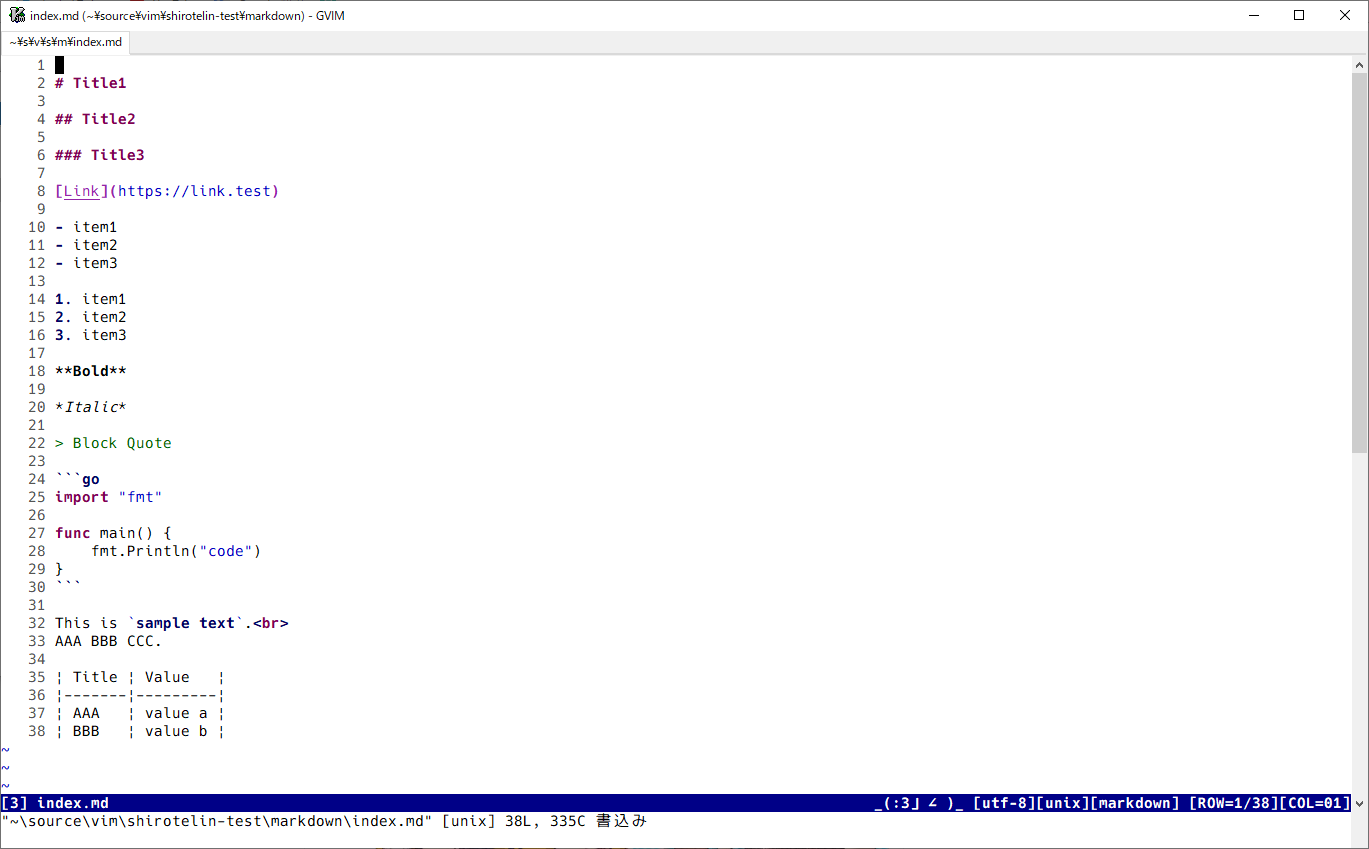 index.md (~¥source¥vim¥shirotelin-test¥markdown) - GVIM
~¥s¥v¥s¥m¥index.md
1
2 # Title1
3
4 ## Title2
5
6 ### Title3
7
8 [Link](https://link.test)
9
10 - item1
11 - item2
12 - item3
13
14 1. item1
15 2. item2
16 3. item3
17
18 **Bold**
19
20 *Italic*
21
22 > Block Quote
23
24 ```go
25 import "fmt"
26
27 func main() {
28     fmt.Println("code")
29 }
30 ```
31
32 This is `sample text`.<br>
33 AAA BBB CCC.
34
35 ¦ Title ¦ Value   ¦
36 ¦-------¦---------¦
37 ¦ AAA   ¦ value a ¦
38 ¦ BBB   ¦ value b ¦
~
~
~
[3] index.md _(:3」∠ )_ [utf-8][unix][markdown] [ROW=1/38][COL=01]
"~\source\vim\shirotelin-test\markdown\index.md" [unix] 38L, 335C 書込み